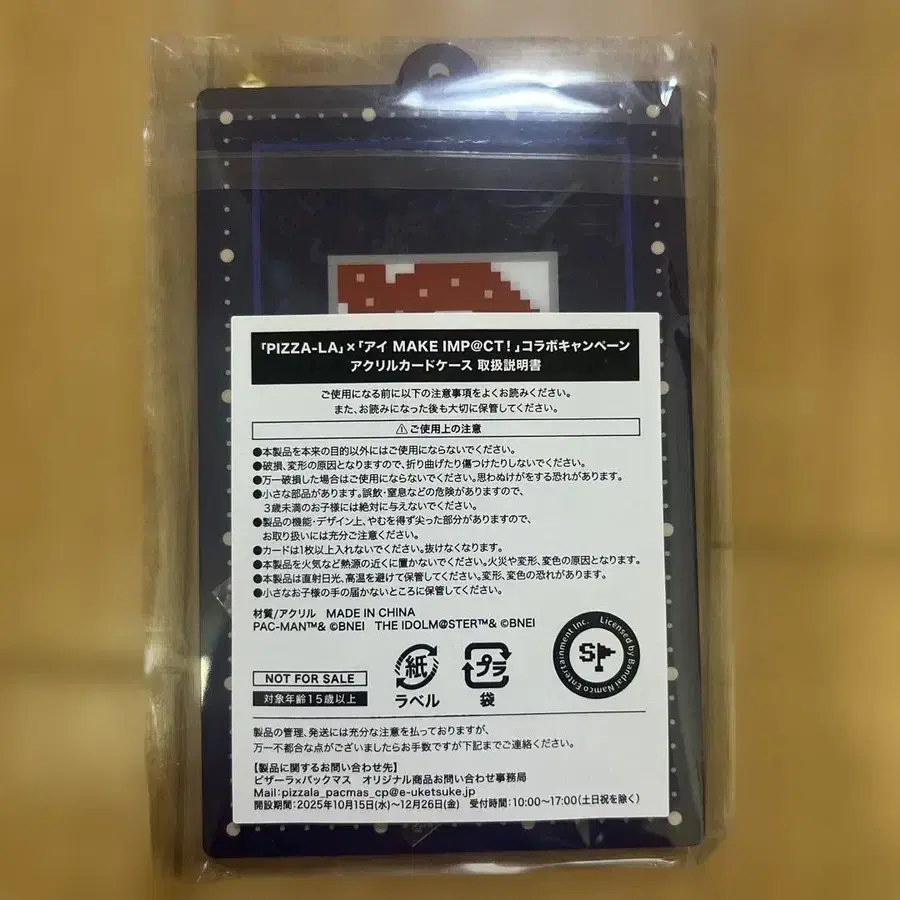 「PIZZA-LA」×「アイ MAKE IMP@CT！」コラボキャンペーン
アクリルカードケース 取扱説明書
ご使用になる前に以下の注意事項をよくお読みください。
また、お読みになった後も大切に保管してください。
⚠ご使用上の注意
●本製品を本来の目的以外にはご使用にならないでください。
●破損、変形の原因となりますので、折り曲げたり傷つけたりしないでください。
●万一破損した場合はご使用にならないでください。思わぬけがをする恐れがあります。
●小さな部品があります。誤飲・窒息などの危険がありますので、
３歳未満のお子様には絶対に与えないでください。
●製品の機能・デザイン上、やむを得ず尖った部分がありますので、
お取り扱いには充分ご注意ください。
●カードは1枚以上入れないでください。抜けなくなります。
●本製品を火気など熱源の近くに置かないでください。火災や変形、変色の原因となります。
●本製品は直射日光、高温を避けて保管してください。変形、変色の恐れがあります。
●小さなお子様の手の届かないところに保管してください。
材質/アクリル MADE IN CHINA
PAC-MAN™& ©BNEI THE IDOLM@STER™& ©BNEI
NOT FOR SALE
対象年齢15歳以上
紙
ラベル
プラ
袋
Licensed by Bandai Namco Entertainment Inc.
S
製品の管理、発送には充分な注意を払っておりますが、
万一不都合な点がございましたらお手数ですが下記までご連絡ください。
【製品に関するお問い合わせ先】
ピザーラ×パックマス オリジナル商品お問い合わせ事務局
Mail:pizzala_pacmas_cp@e-uketsuke.jp
開設期間：2025年10月15日(水)～12月26日(金) 受付時間：10:00～17:00（土日祝を除く）